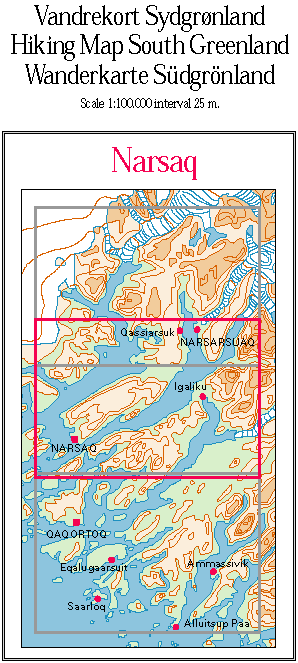 Vandrekort Sydgrønland
Hiking Map South Greenland
Wanderkarte Südgrönland
Scale 1:100.000 interval 25 m.
Narsaq
Qassiarsuk
NARSARSUAQ
Igaliku
NARSAQ
QAQORTOQ
Eqalugaarsuit
Ammassivik
Saarloq
Alluitsup Paa